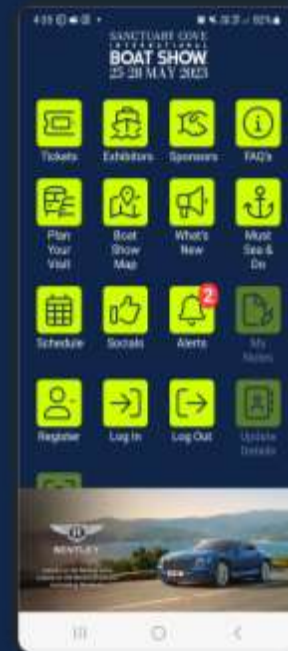 SANCTUARY COVE
INTERNATIONAL
BOAT SHOW
25-28 MAY 2023
Tickets
Exhibitors
Sponsors
FAQ's
Plan
Your
Visit
Boat
Show
Map
What's
New
Must
See &
Do
Schedule
Socials
2
Alerts
My
Notes
Register
Log In
Log Out
Update
Details
BENTLEY